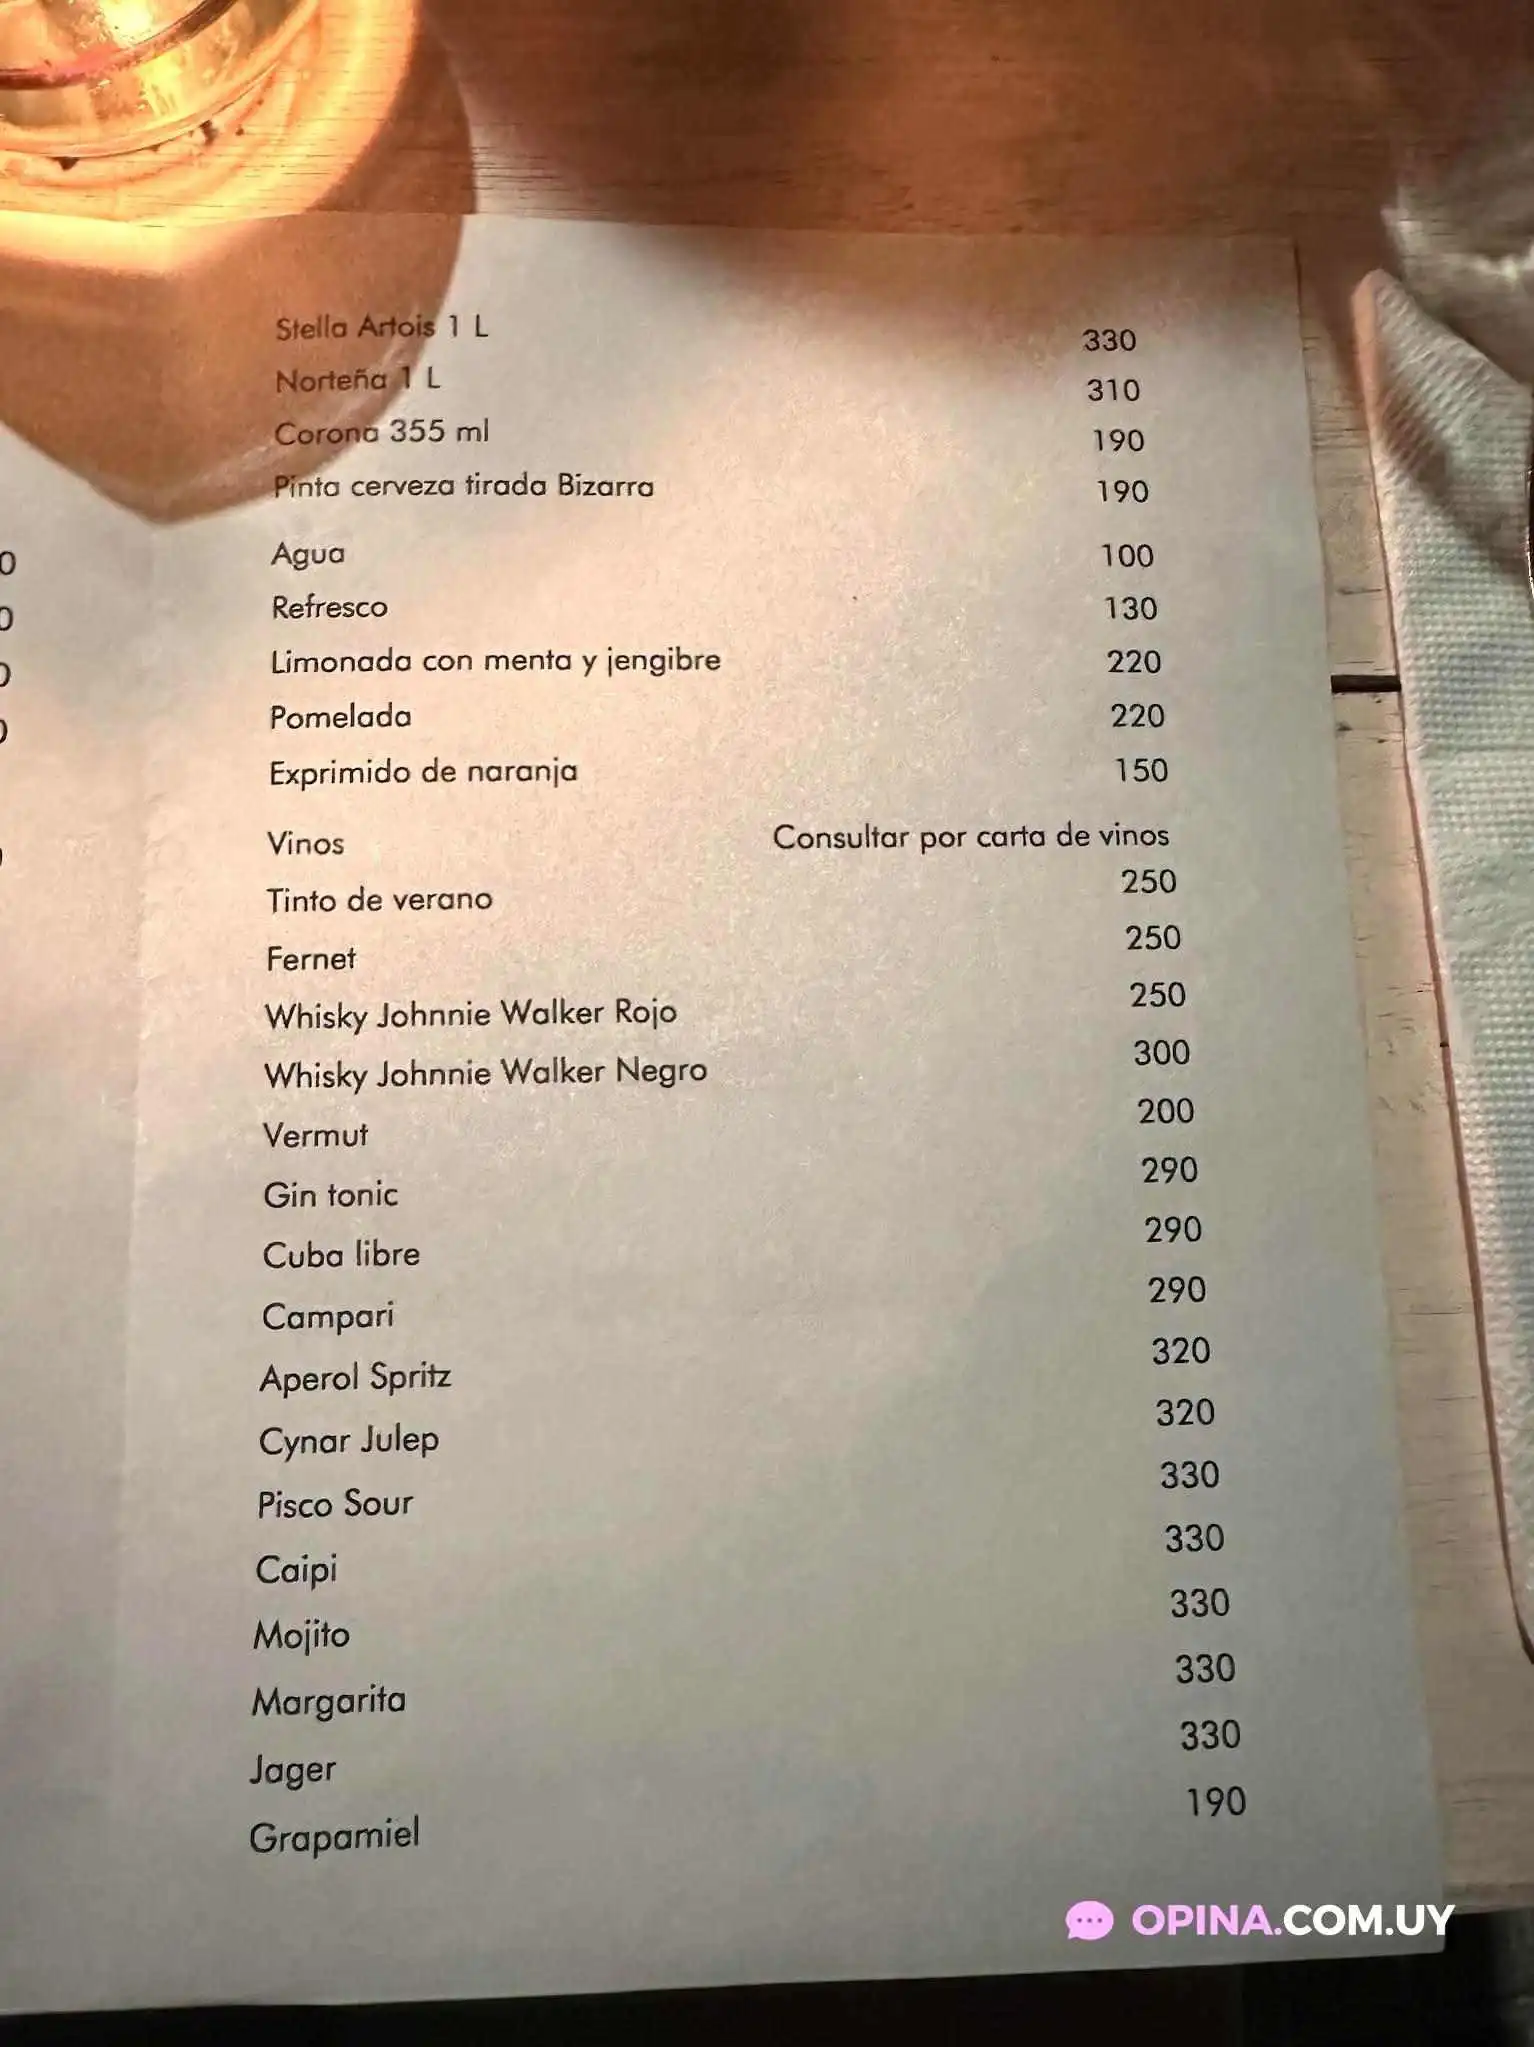 Stella Artois 1 L 330
Norteña 1 L 310
Corona 355 ml 190
Pinta cerveza tirada Bizarra 190
Agua 100
Refresco 130
Limonada con menta y jengibre 220
Pomelada 220
Exprimido de naranja 150
Vinos Consultar por carta de vinos
Tinto de verano 250
Fernet 250
Whisky Johnnie Walker Rojo 250
Whisky Johnnie Walker Negro 300
Vermut 200
Gin tonic 290
Cuba libre 290
Campari 290
Aperol Spritz 320
Cynar Julep 320
Pisco Sour 330
Caipi 330
Mojito 330
Margarita 330
Jager 330
Grapamiel 190
OPINA.COM.UY